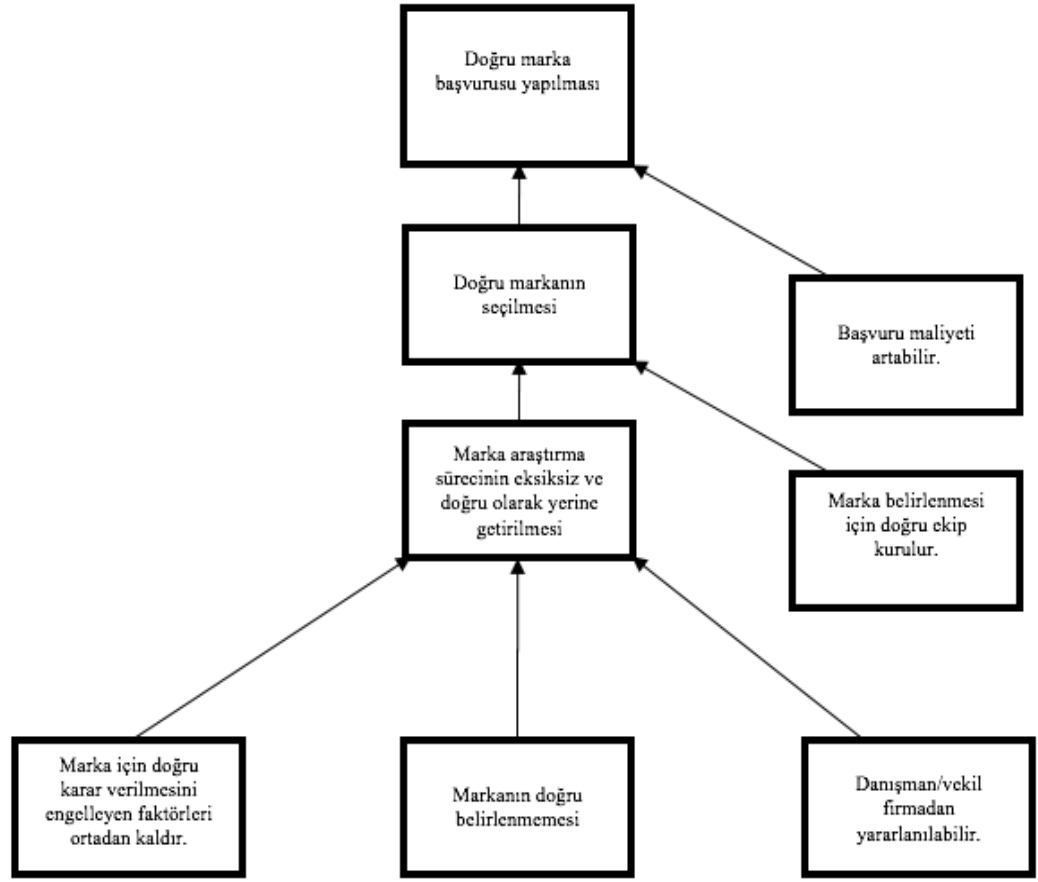 Doğru marka
başvurusu yapılması
Doğru markanın
seçilmesi
Başvuru maliyeti
artabilir.
Marka araştırma
sürecinin eksiksiz ve
doğru olarak yerine
getirilmesi
Marka belirlenmesi
için doğru ekip
kurulur.
Marka için doğru
karar verilmesini
engelleyen faktörleri
ortadan kaldır.
Markanın doğru
belirlenmemesi
Danışman/vekil
firmadan
yararlanılabilir.